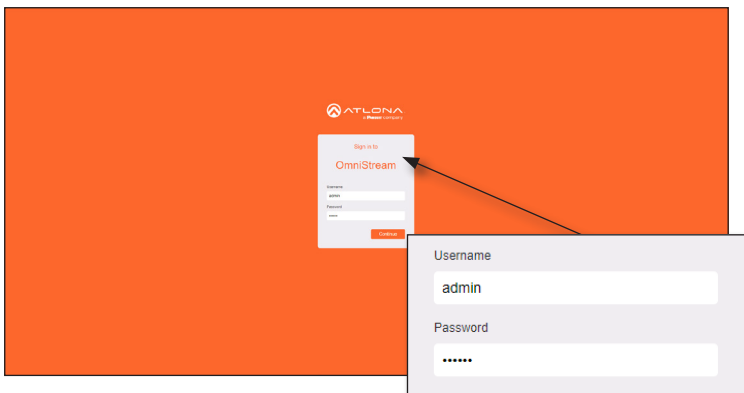 ATLONA
a Panduit company
Sign in to
OmniStream
Username
admin
Password
•••••
Continue
Username
admin
Password
••••••